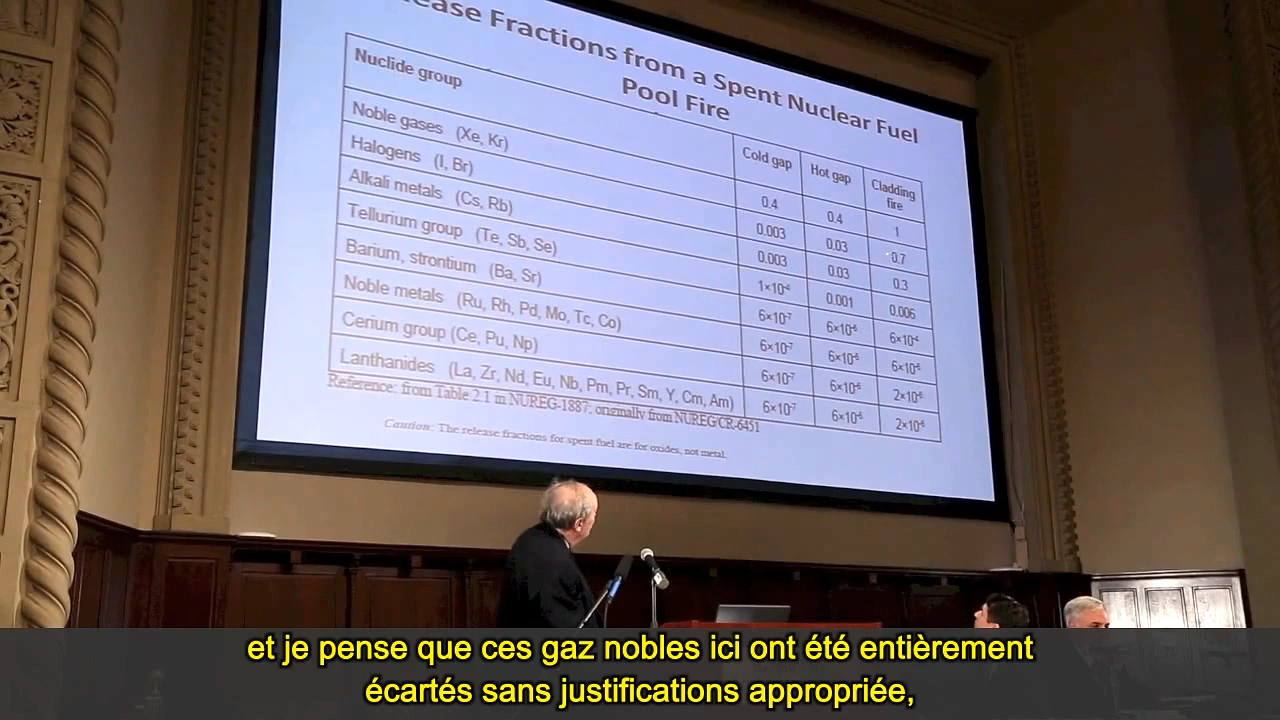 lease Fractions from a Spent Nuclear Fuel
Pool Fire
Nuclide group Cold gap Hot gap Cladding fire
Noble gases (Xe, Kr) 0.4 0.4 1
Halogens (I, Br) 0.003 0.03 0.7
Alkali metals (Cs, Rb) 0.003 0.03 0.3
Tellurium group (Te, Sb, Se) 1×10⁻⁴ 0.001 0.006
Barium, strontium (Ba, Sr) 6×10⁻⁷ 6×10⁻⁶ 6×10⁻⁴
Noble metals (Ru, Rh, Pd, Mo, Tc, Co) 6×10⁻⁷ 6×10⁻⁶ 6×10⁻⁶
Cerium group (Ce, Pu, Np) 6×10⁻⁷ 6×10⁻⁶ 2×10⁻⁶
Lanthanides (La, Zr, Nd, Eu, Nb, Pm, Pr, Sm, Y, Cm, Am) 6×10⁻⁷ 6×10⁻⁶ 2×10⁻⁶
Reference: from Table 2.1 in NUREG-1887; originally from NUREG/CR-6451
Caution: The release fractions for spent fuel are for oxides, not metal.
et je pense que ces gaz nobles ici ont été entièrement
écartés sans justifications appropriée,